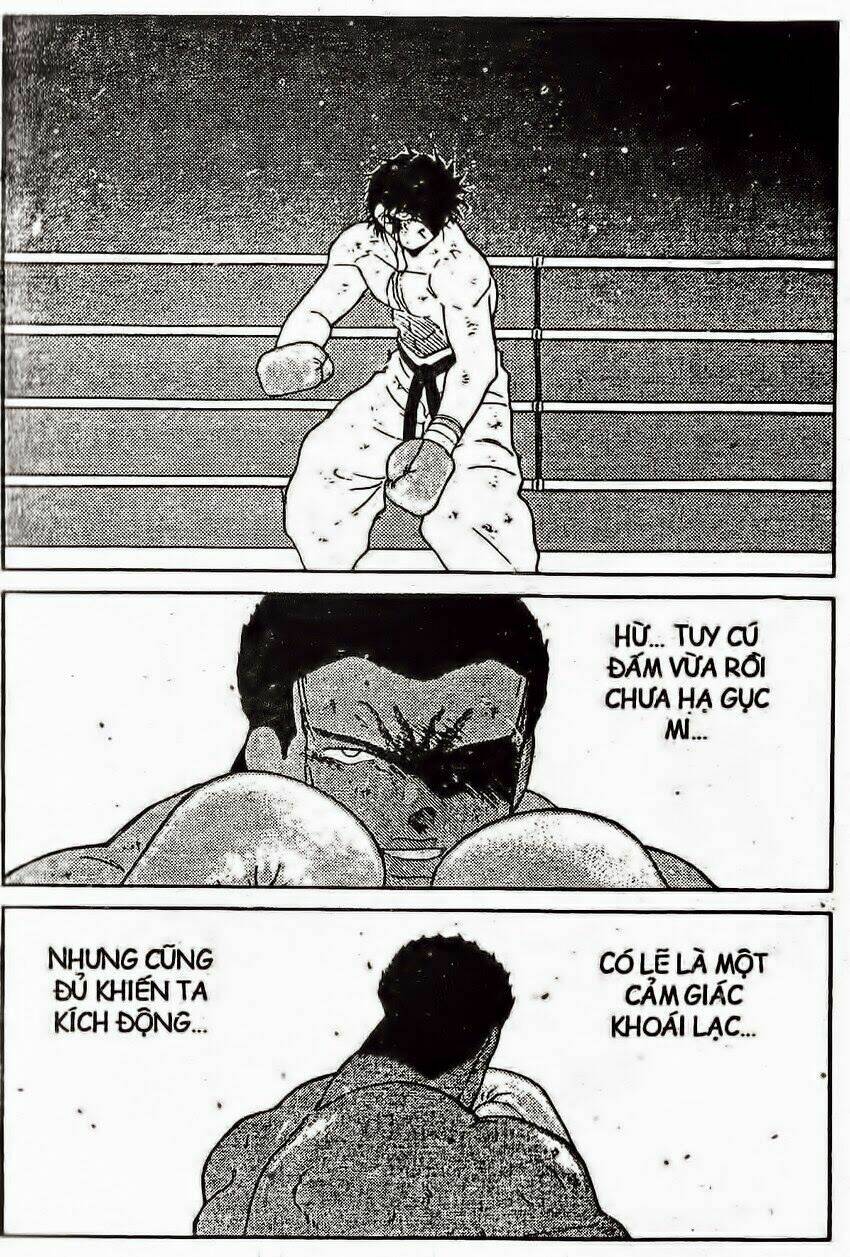 HỪ... TUY CÚ
ĐẤM VỪA RỒI
CHƯA HẠ GỤC
MI...
NHƯNG CŨNG
ĐỦ KHIẾN TA
KÍCH ĐỘNG...
CÓ LẼ LÀ MỘT
CẢM GIÁC
KHOÁI LẠC...